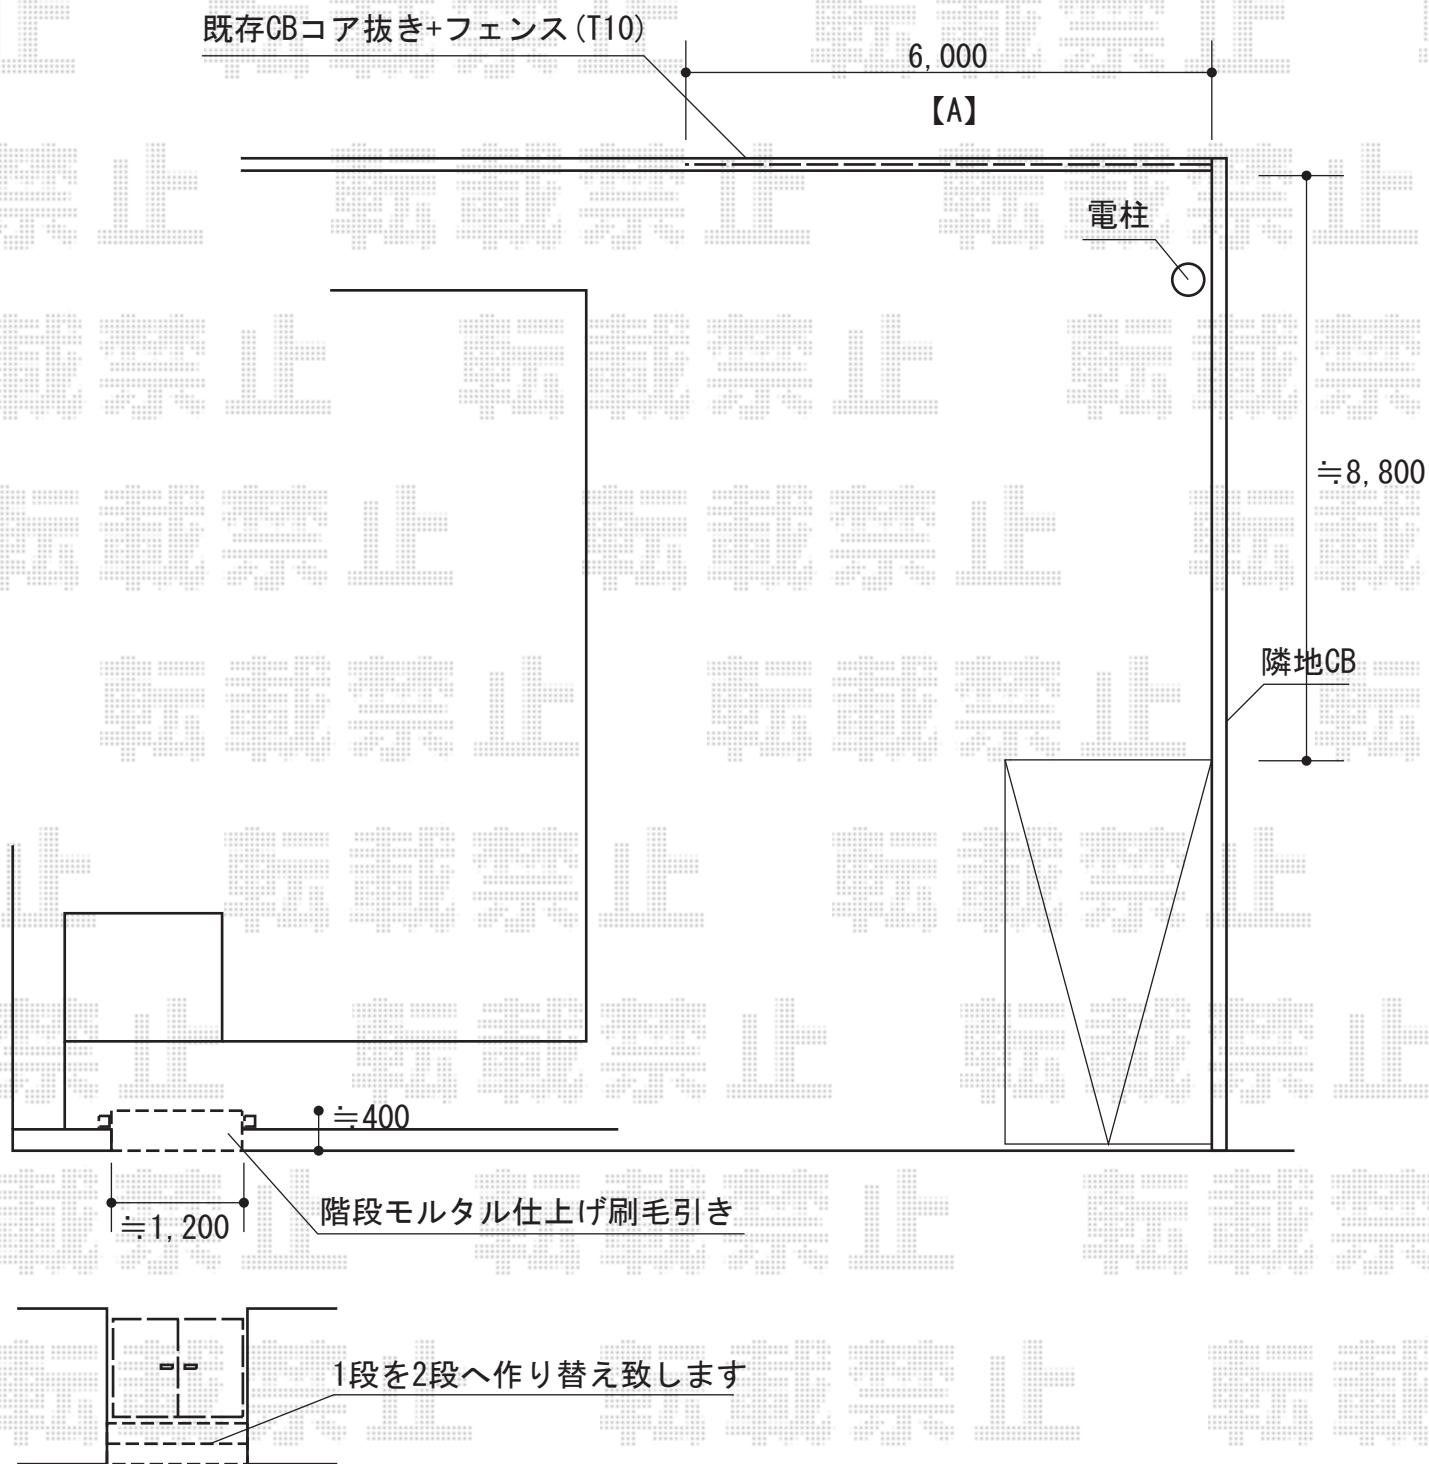 既存CBコア抜き+フェンス(T10)
6,000
【A】
電柱
≒8,800
隣地CB
≒400
≒1,200
階段モルタル仕上げ刷毛引き
1段を2段へ作り替え致します
転載禁止